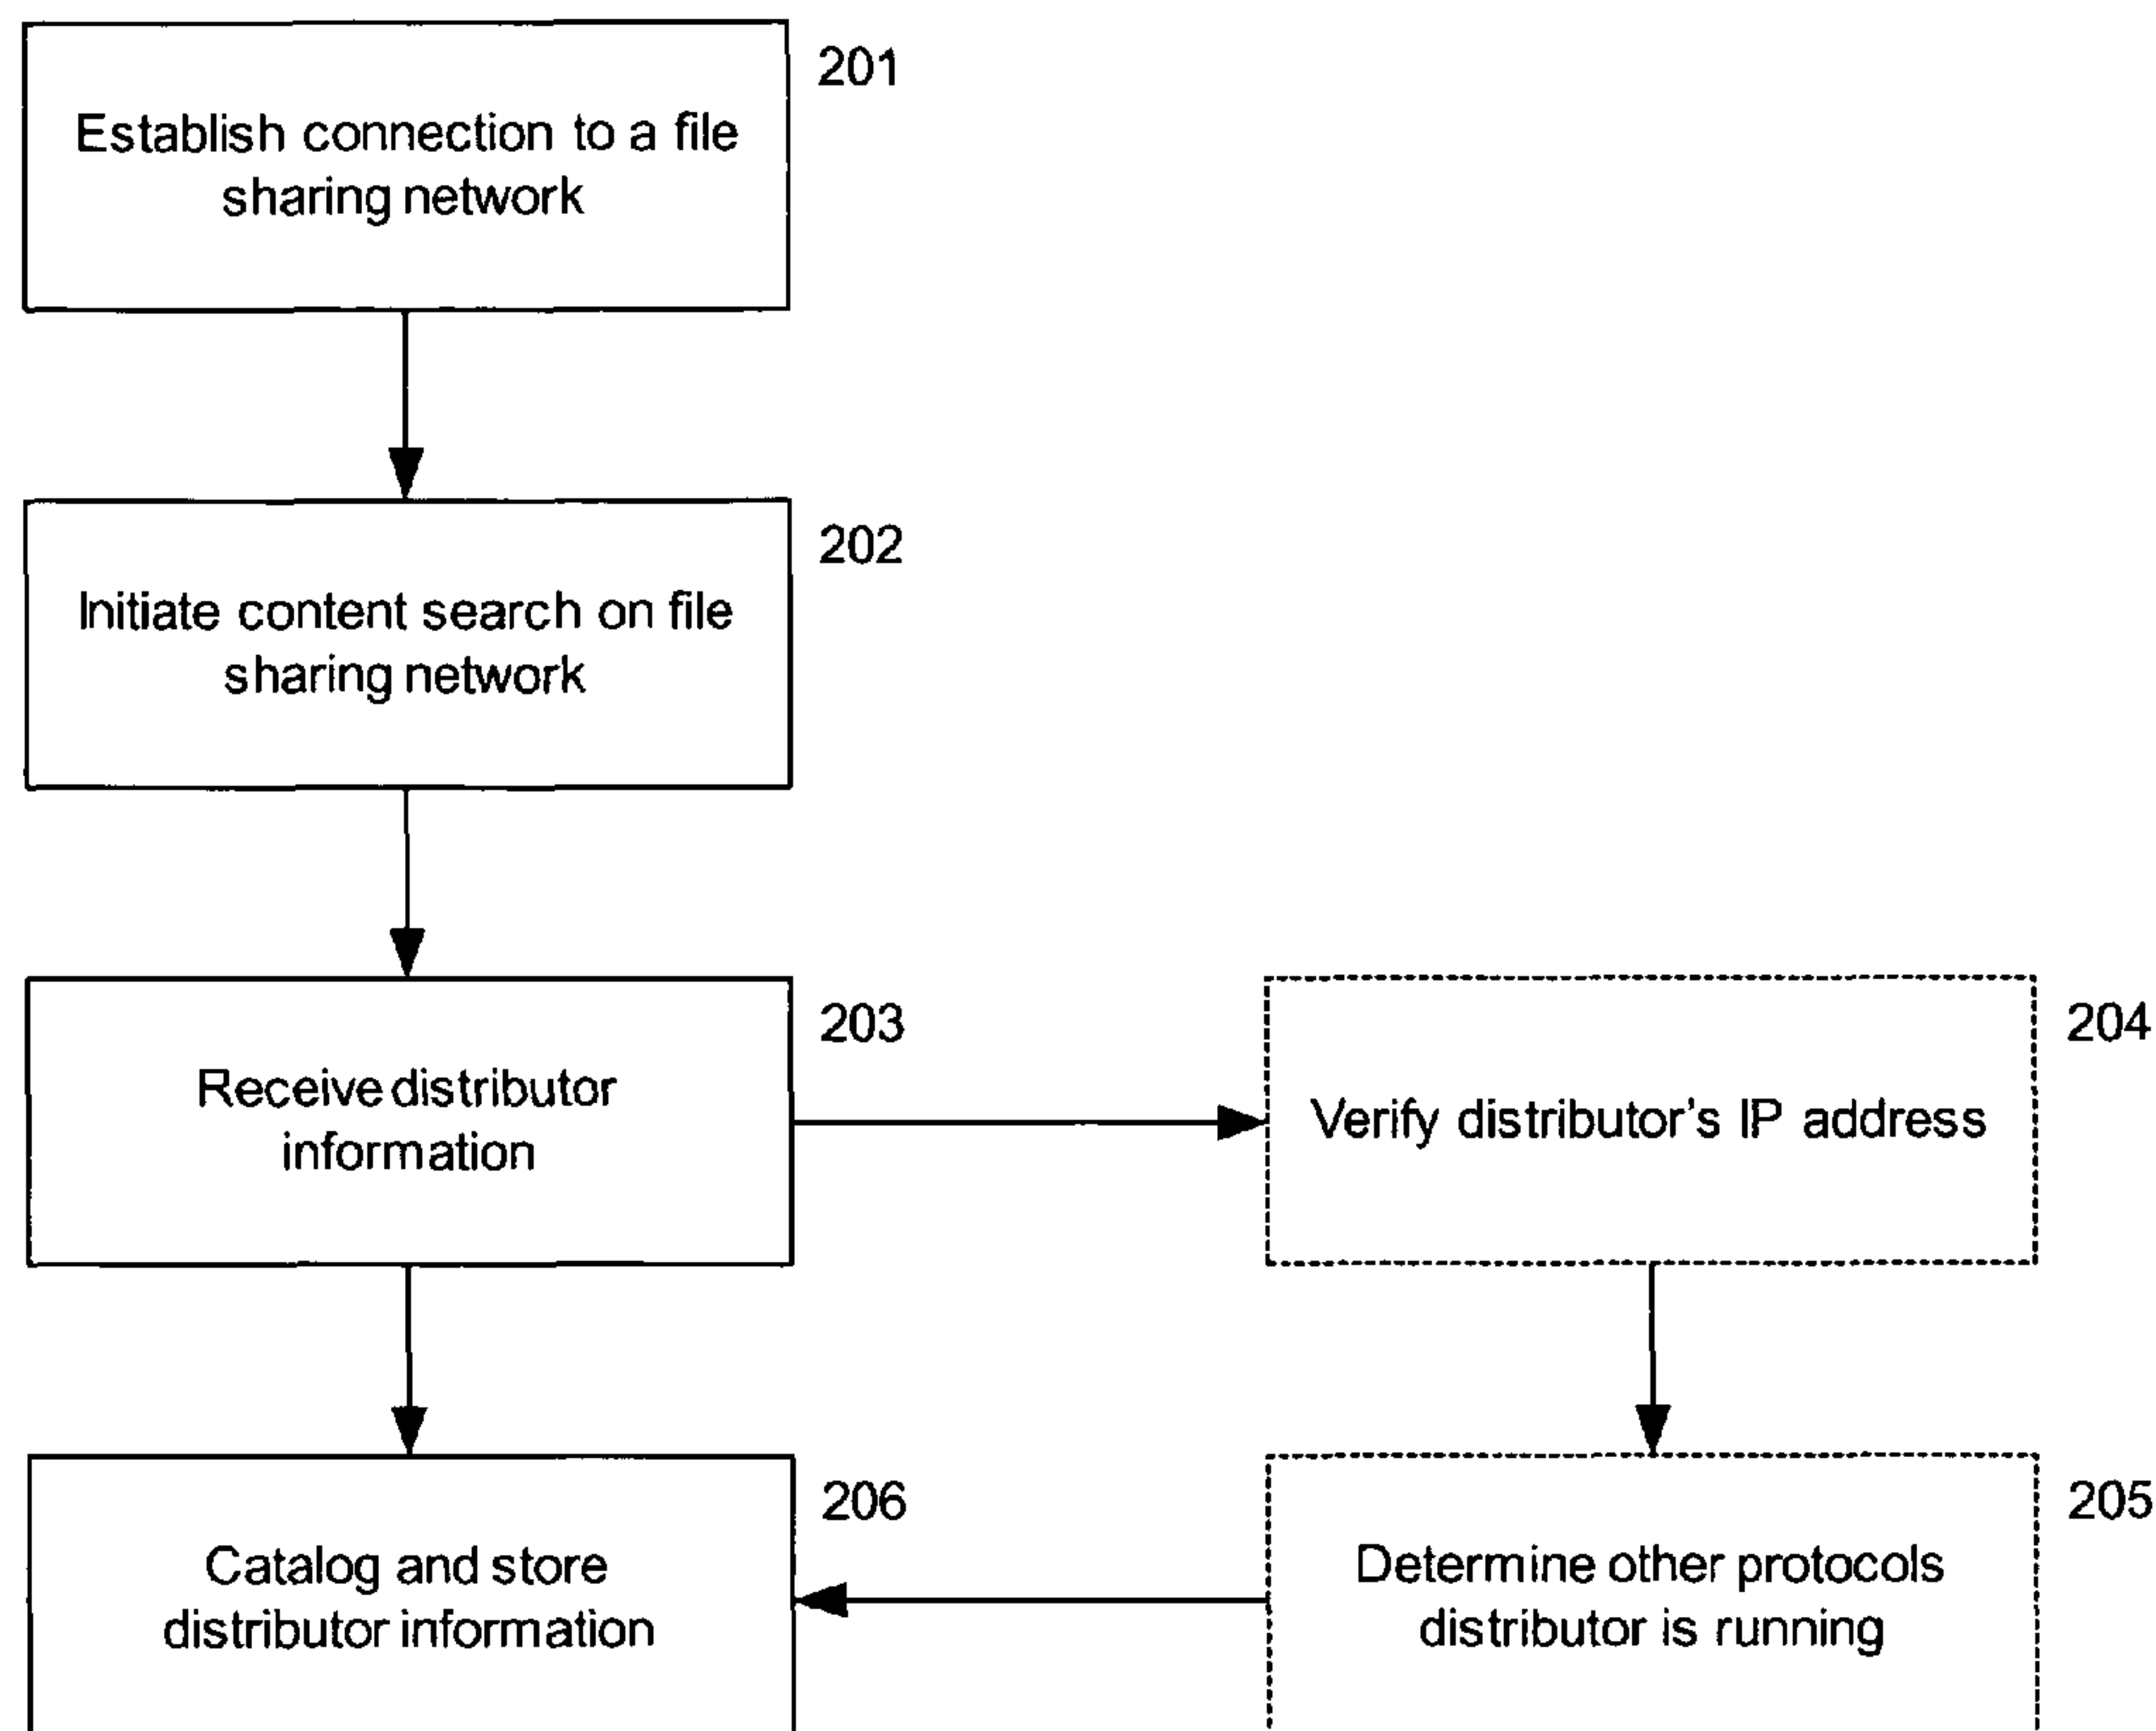 201
Establish connection to a file
sharing network
202
Initiate content search on file
sharing network
203
Receive distributor
information
204
Verify distributor's IP address
206
Catalog and store
distributor information
205
Determine other protocols
distributor is running